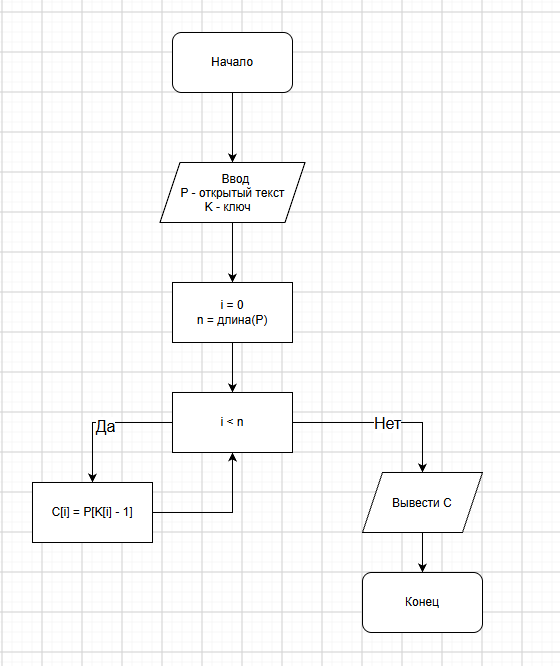 Начало
Ввод
P - открытый текст
K - ключ
i = 0
n = длина(P)
i < n
Да
Нет
C[i] = P[K[i] - 1]
Вывести C
Конец